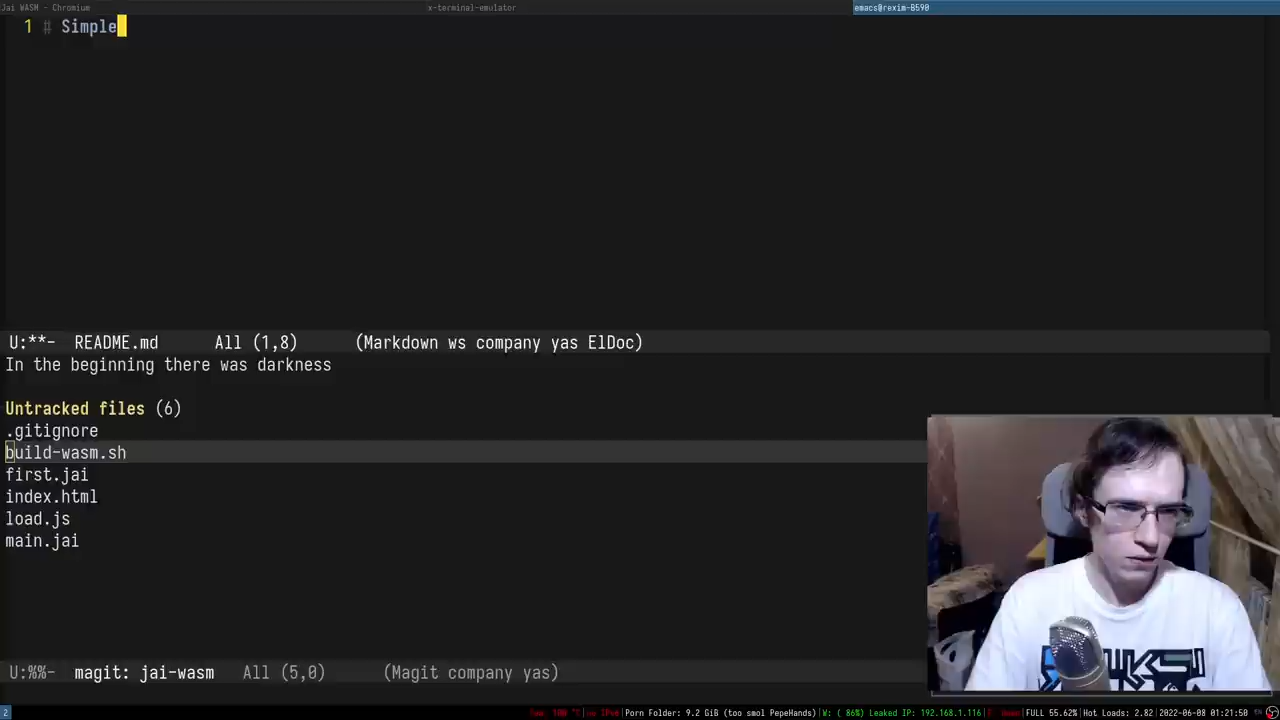 Jai WASM - Chromium
x-terminal-emulator
emacs@rexim-B590
1 # Simple
U:**- README.md All (1,8) (Markdown ws company yas ElDoc)
In the beginning there was darkness
Untracked files (6)
.gitignore
build-wasm.sh
first.jai
index.html
load.js
main.jai
U:%%- magit: jai-wasm All (5,0) (Magit company yas)
2
Porn Folder: 9.2 GiB (too smol PepeHands)|W: ( 86%) Leaked IP: 192.168.1.116|
|FULL 55.62%|Hot Loads: 2.82|2022-06-08 01:21:50